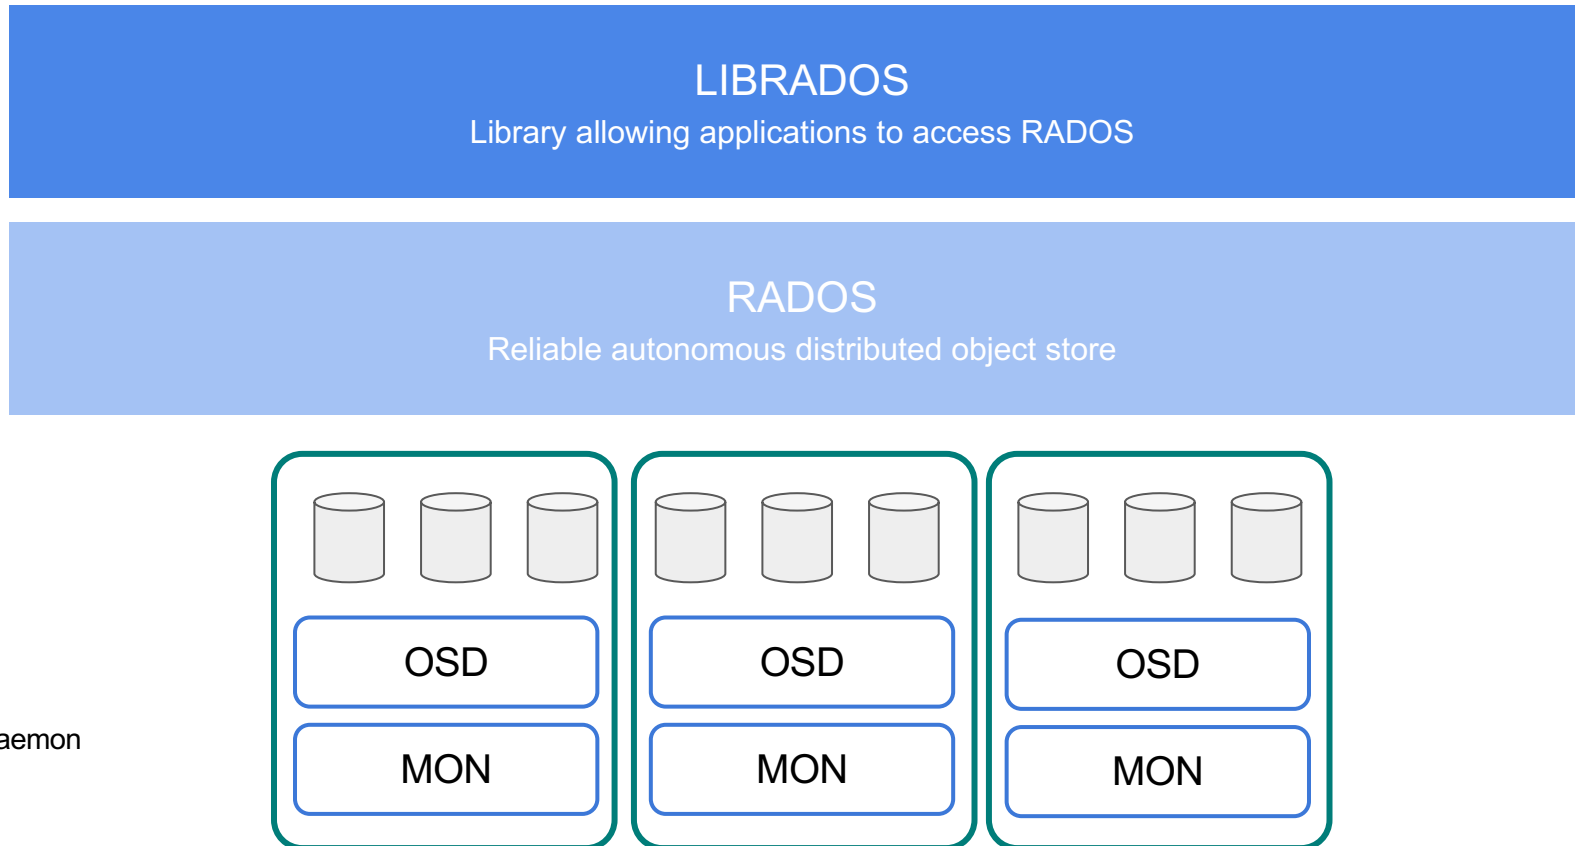 LIBRADOS
Library allowing applications to access RADOS
RADOS
Reliable autonomous distributed object store
OSD
OSD
OSD
aemon
MON
MON
MON